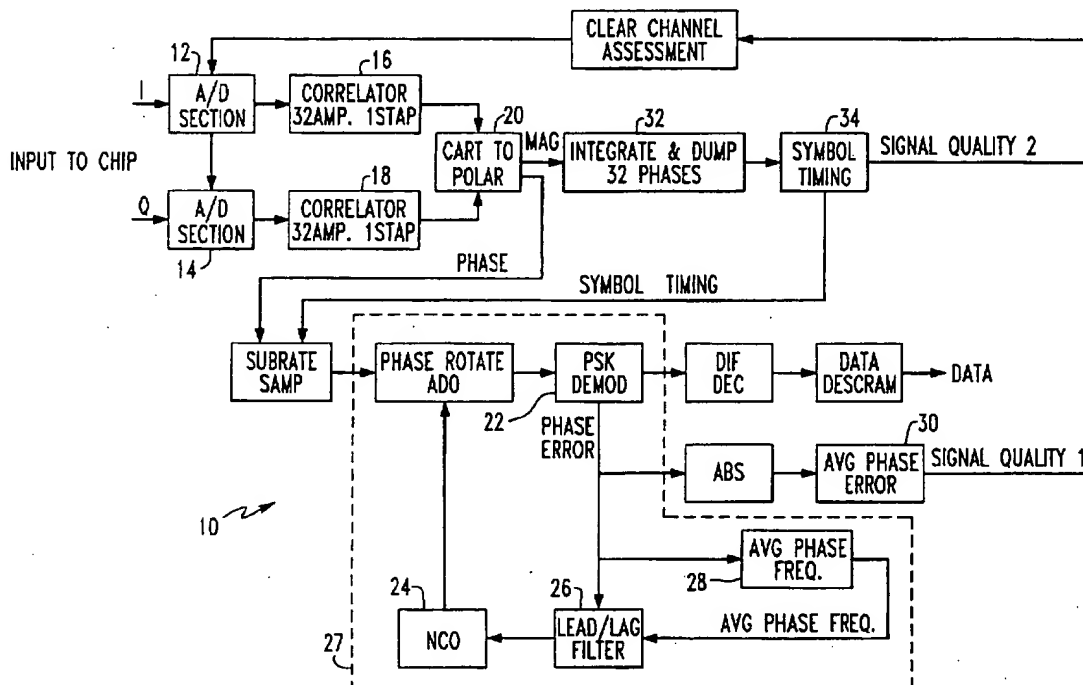 CLEAR CHANNEL
ASSESSMENT
12
I
A/D
SECTION
16
CORRELATOR
32AMP. 1STAP
20
CART TO
POLAR
MAG
32
INTEGRATE & DUMP
32 PHASES
34
SYMBOL
TIMING
SIGNAL QUALITY 2
INPUT TO CHIP
Q
A/D
SECTION
14
18
CORRELATOR
32AMP. 1STAP
PHASE
SYMBOL TIMING
SUBRATE
SAMP
PHASE ROTATE
ADO
PSK
DEMOD
22
DIF
DEC
DATA
DESCRAM
DATA
PHASE
ERROR
ABS
30
AVG PHASE
ERROR
SIGNAL QUALITY 1
10
AVG PHASE
FREQ.
28
24
NCO
26
LEAD/LAG
FILTER
AVG PHASE FREQ.
27